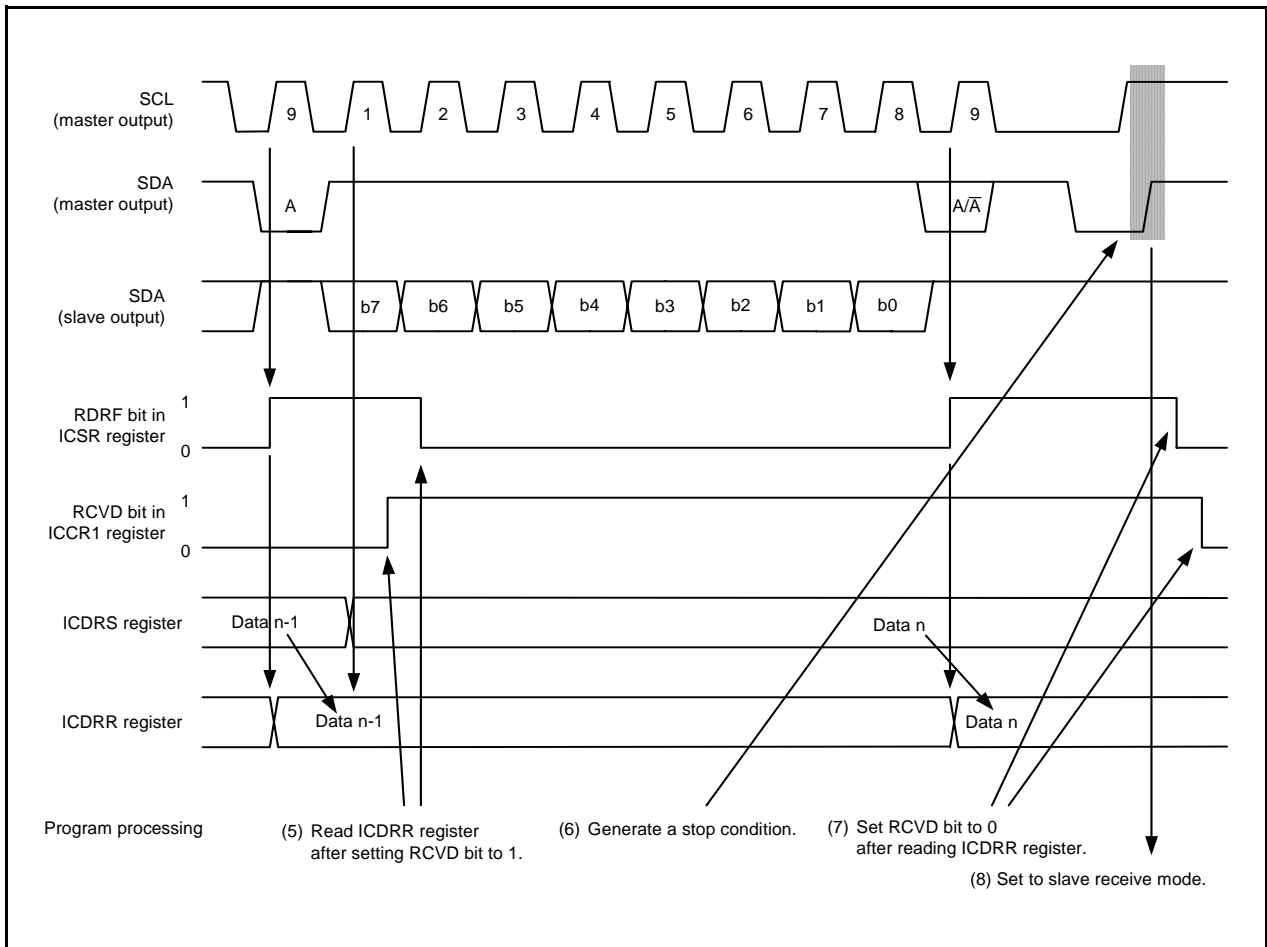 SCL
(master output)
9 1 2 3 4 5 6 7 8 9
SDA
(master output)
A A/A̅
SDA
(slave output)
b7 b6 b5 b4 b3 b2 b1 b0
RDRF bit in
ICSR register
1
0
RCVD bit in
ICCR1 register
1
0
ICDRS register
Data n-1 Data n
ICDRR register
Data n-1 Data n
Program processing
(5) Read ICDRR register
after setting RCVD bit to 1.
(6) Generate a stop condition.
(7) Set RCVD bit to 0
after reading ICDRR register.
(8) Set to slave receive mode.